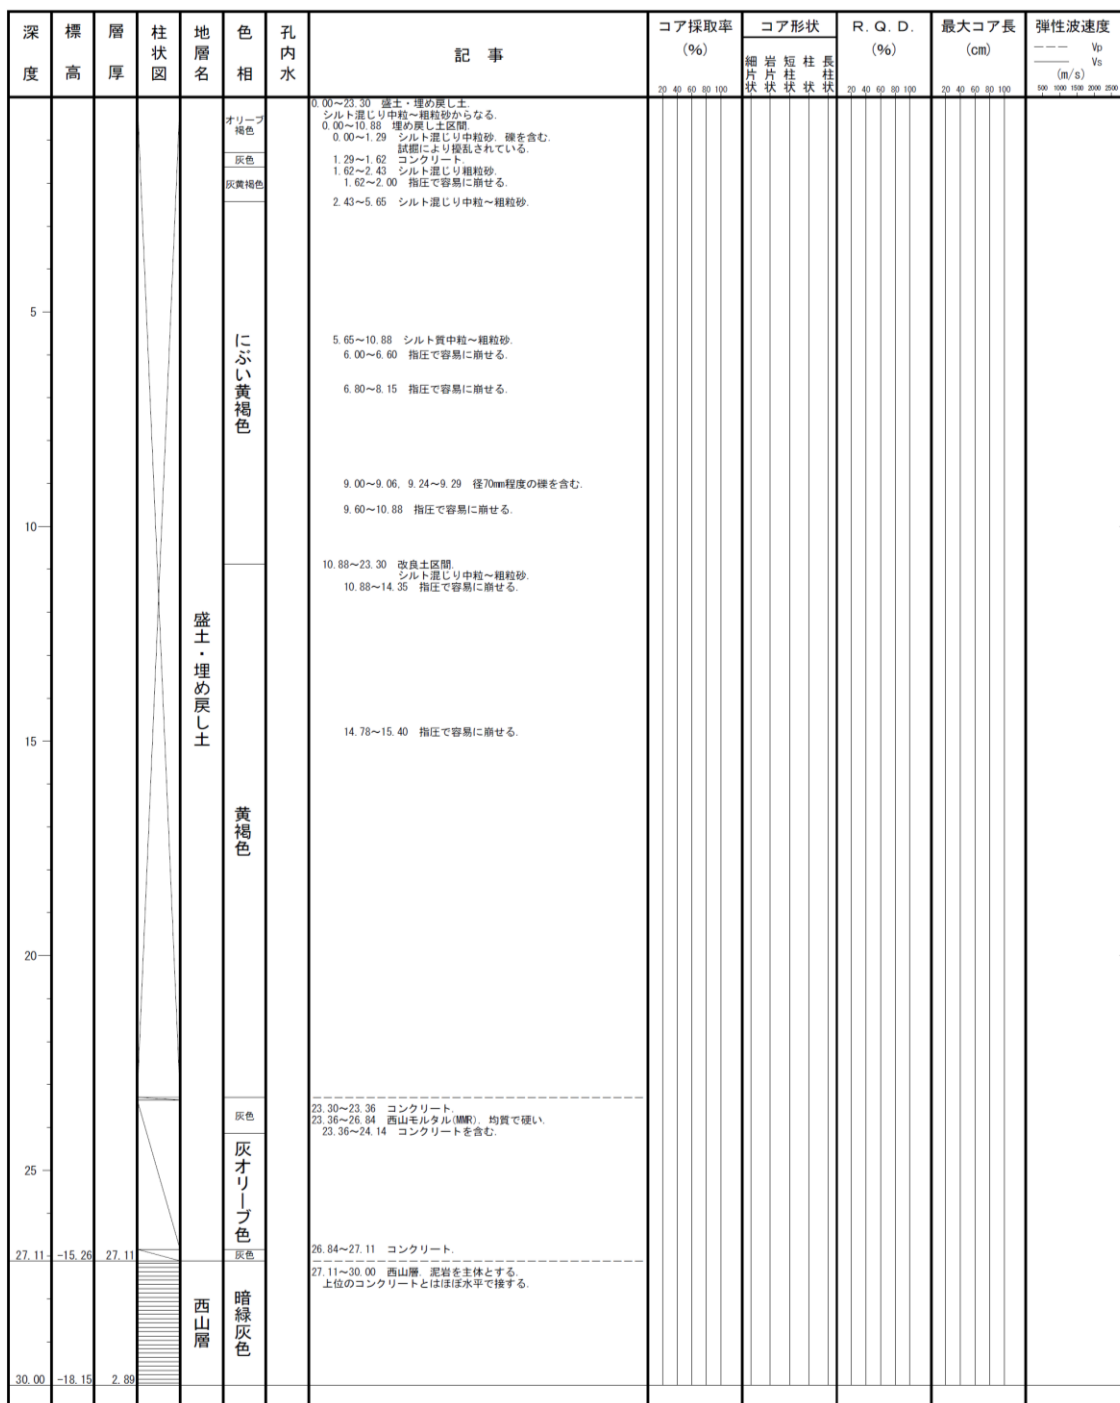 深度
標高
層厚
柱状図
地層名
色相
孔内水
記 事
コア採取率
(%)
20 40 60 80 100
コア形状
細片状
岩片状
短柱状
柱状
長柱状
R. Q. D.
(%)
20 40 60 80 100
最大コア長
(cm)
20 40 60 80 100
弾性波速度
Vp
Vs
(m/s)
500 1000 1500 2000 2500
0.00～23.30 盛土・埋め戻し土.
シルト混じり中粒～粗粒砂からなる.
0.00～10.88 埋め戻し土区間.
0.00～1.29 シルト混じり中粒砂. 礫を含む.
試掘により擾乱されている.
1.29～1.62 コンクリート.
1.62～2.43 シルト混じり粗粒砂.
1.62～2.00 指圧で容易に崩せる.
2.43～5.65 シルト混じり中粒～粗粒砂.
オリーブ褐色
灰色
灰黄褐色
5
にぶい黄褐色
5.65～10.88 シルト質中粒～粗粒砂.
6.00～6.60 指圧で容易に崩せる.
6.80～8.15 指圧で容易に崩せる.
9.00～9.06, 9.24～9.29 径70mm程度の礫を含む.
9.60～10.88 指圧で容易に崩せる.
10
10.88～23.30 改良土区間.
シルト混じり中粒～粗粒砂.
10.88～14.35 指圧で容易に崩せる.
盛土・埋め戻し土
14.78～15.40 指圧で容易に崩せる.
15
黄褐色
20
灰色
23.30～23.36 コンクリート.
23.36～26.84 西山モルタル(MMR). 均質で硬い.
23.36～24.14 コンクリートを含む.
25
灰オリーブ色
26.84～27.11 コンクリート.
灰色
27.11 -15.26 27.11
27.11～30.00 西山層. 泥岩を主体とする.
上位のコンクリートとはほぼ水平で接する.
西山層
暗緑灰色
30.00 -18.15 2.89